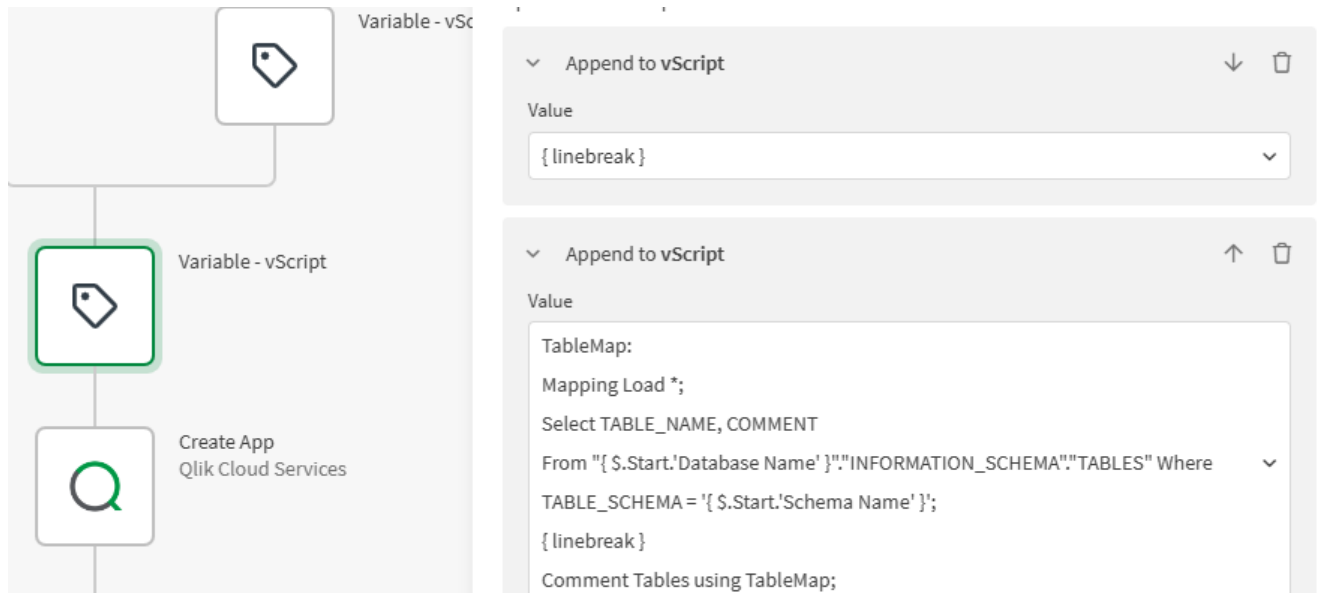 Variable - vSc
Append to vScript
Value
{ linebreak }
Variable - vScript
Append to vScript
Value
TableMap:
Mapping Load *;
Select TABLE_NAME, COMMENT
From "{ $.Start.'Database Name' }"."INFORMATION_SCHEMA"."TABLES" Where
TABLE_SCHEMA = '{ $.Start.'Schema Name' }';
{ linebreak }
Comment Tables using TableMap;
Create App
Qlik Cloud Services